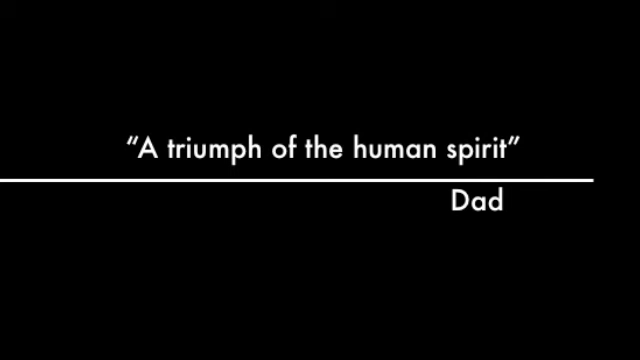 “A triumph of the human spirit”
Dad